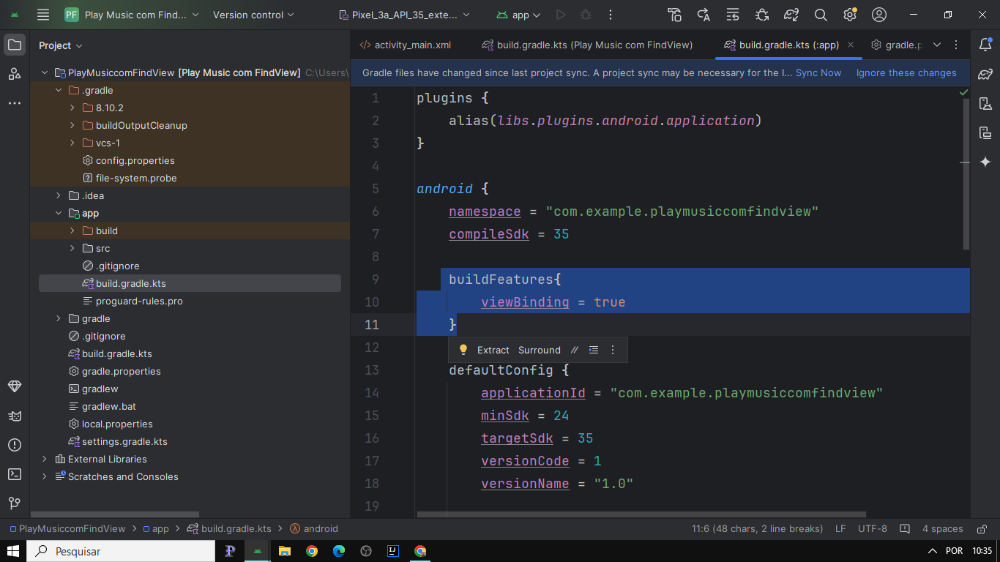 PF Play Music com Find... Version control Pixel_3a_API_35_exte... app
Project
activity_main.xml build.gradle.kts (Play Music com FindView) build.gradle.kts (:app) gradle.p
Gradle files have changed since last project sync. A project sync may be necessary for the I... Sync Now Ignore these changes
PlayMusiccomFindView [Play Music com FindView] C:\Users\
.gradle
8.10.2
buildOutputCleanup
vcs-1
config.properties
file-system.probe
.idea
app
build
src
.gitignore
build.gradle.kts
proguard-rules.pro
gradle
.gitignore
build.gradle.kts
gradle.properties
gradlew
gradlew.bat
local.properties
settings.gradle.kts
External Libraries
Scratches and Consoles
1 plugins {
2 alias(libs.plugins.android.application)
3 }
4
5 android {
6 namespace = "com.example.playmusiccomfindview"
7 compileSdk = 35
8
9 buildFeatures{
10 viewBinding = true
11 }
12
Extract Surround
13 defaultConfig {
14 applicationId = "com.example.playmusiccomfindview"
15 minSdk = 24
16 targetSdk = 35
17 versionCode = 1
18 versionName = "1.0"
19
PlayMusiccomFindView > app > build.gradle.kts > android 11:6 (48 chars, 2 line breaks) LF UTF-8 4 spaces
Pesquisar POR 10:35